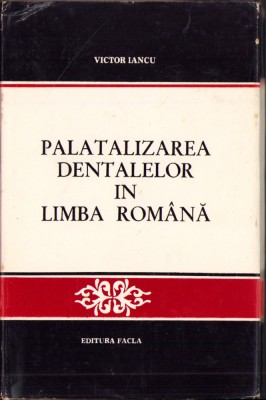 VICTOR IANCU
PALATALIZAREA
DENTALELOR
IN
LIMBA ROMÂNĂ
EDITURA FACLA